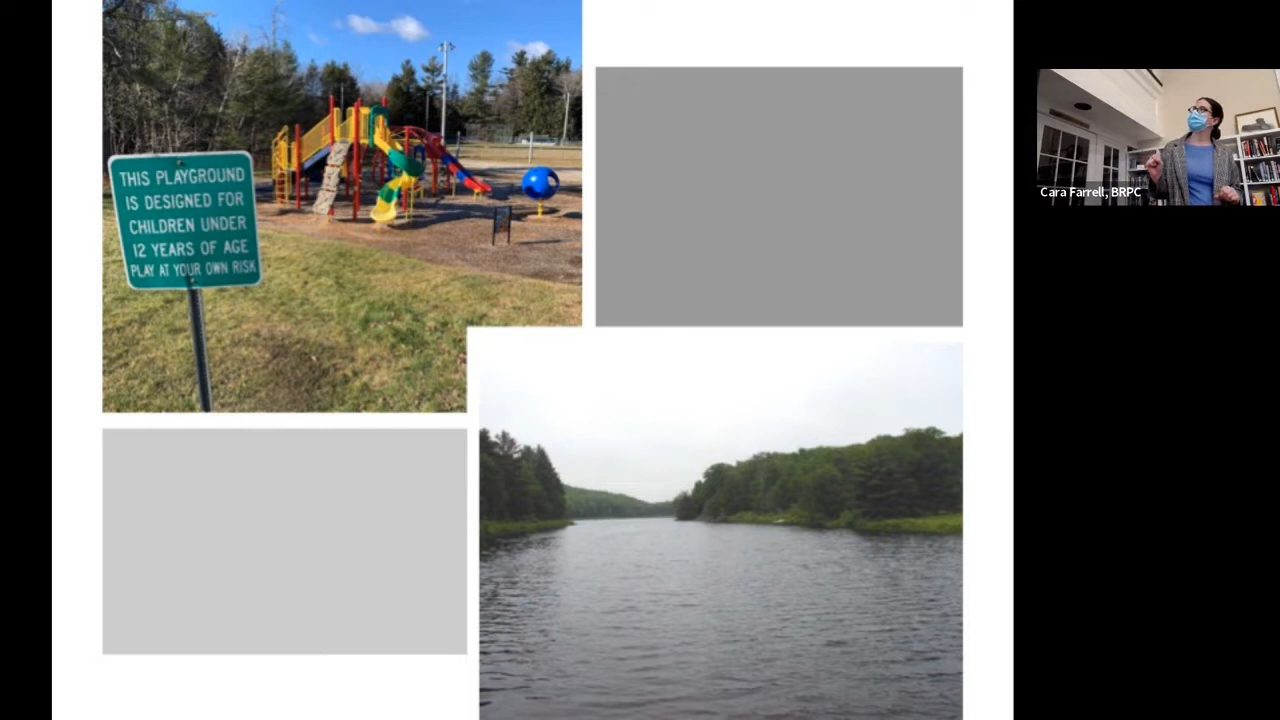 THIS PLAYGROUND
IS DESIGNED FOR
CHILDREN UNDER
12 YEARS OF AGE
PLAY AT YOUR OWN RISK
Cara Farrell, BRPC